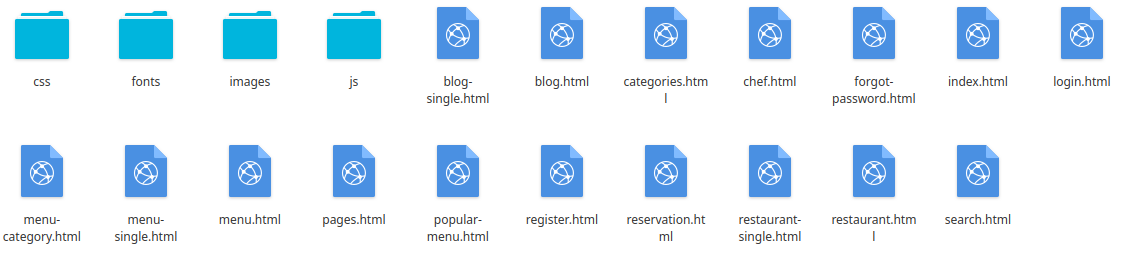 css
fonts
images
js
blog-
single.html
blog.html
categories.htm
l
chef.html
forgot-
password.html
index.html
login.html
menu-
category.html
menu-
single.html
menu.html
pages.html
popular-
menu.html
register.html
reservation.ht
ml
restaurant-
single.html
restaurant.htm
l
search.html